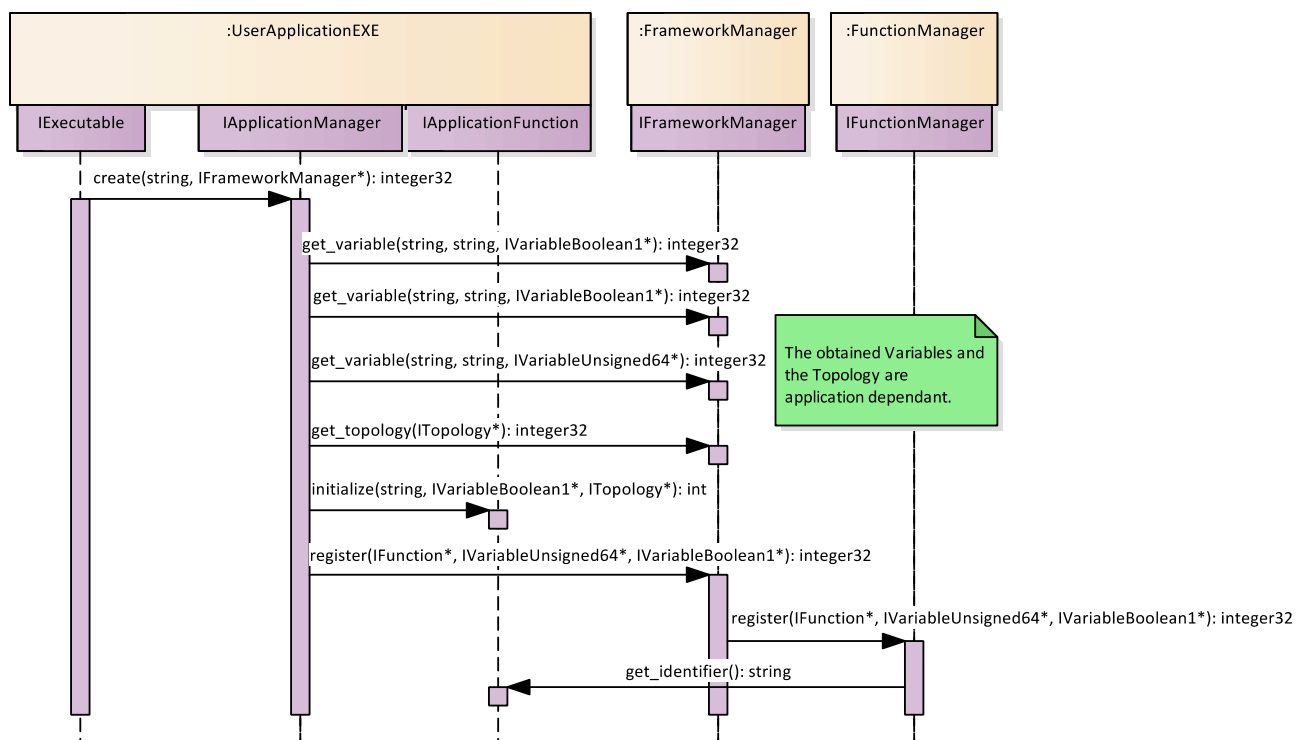 :UserApplicationEXE
:FrameworkManager
:FunctionManager
IExecutable
IApplicationManager
IApplicationFunction
IFrameworkManager
IFunctionManager
create(string, IFrameworkManager*): integer32
get_variable(string, string, IVariableBoolean1*): integer32
get_variable(string, string, IVariableBoolean1*): integer32
get_variable(string, string, IVariableUnsigned64*): integer32
The obtained Variables and
the Topology are
application dependant.
get_topology(ITopology*): integer32
initialize(string, IVariableBoolean1*, ITopology*): int
register(IFunction*, IVariableUnsigned64*, IVariableBoolean1*): integer32
register(IFunction*, IVariableUnsigned64*, IVariableBoolean1*): integer32
get_identifier(): string